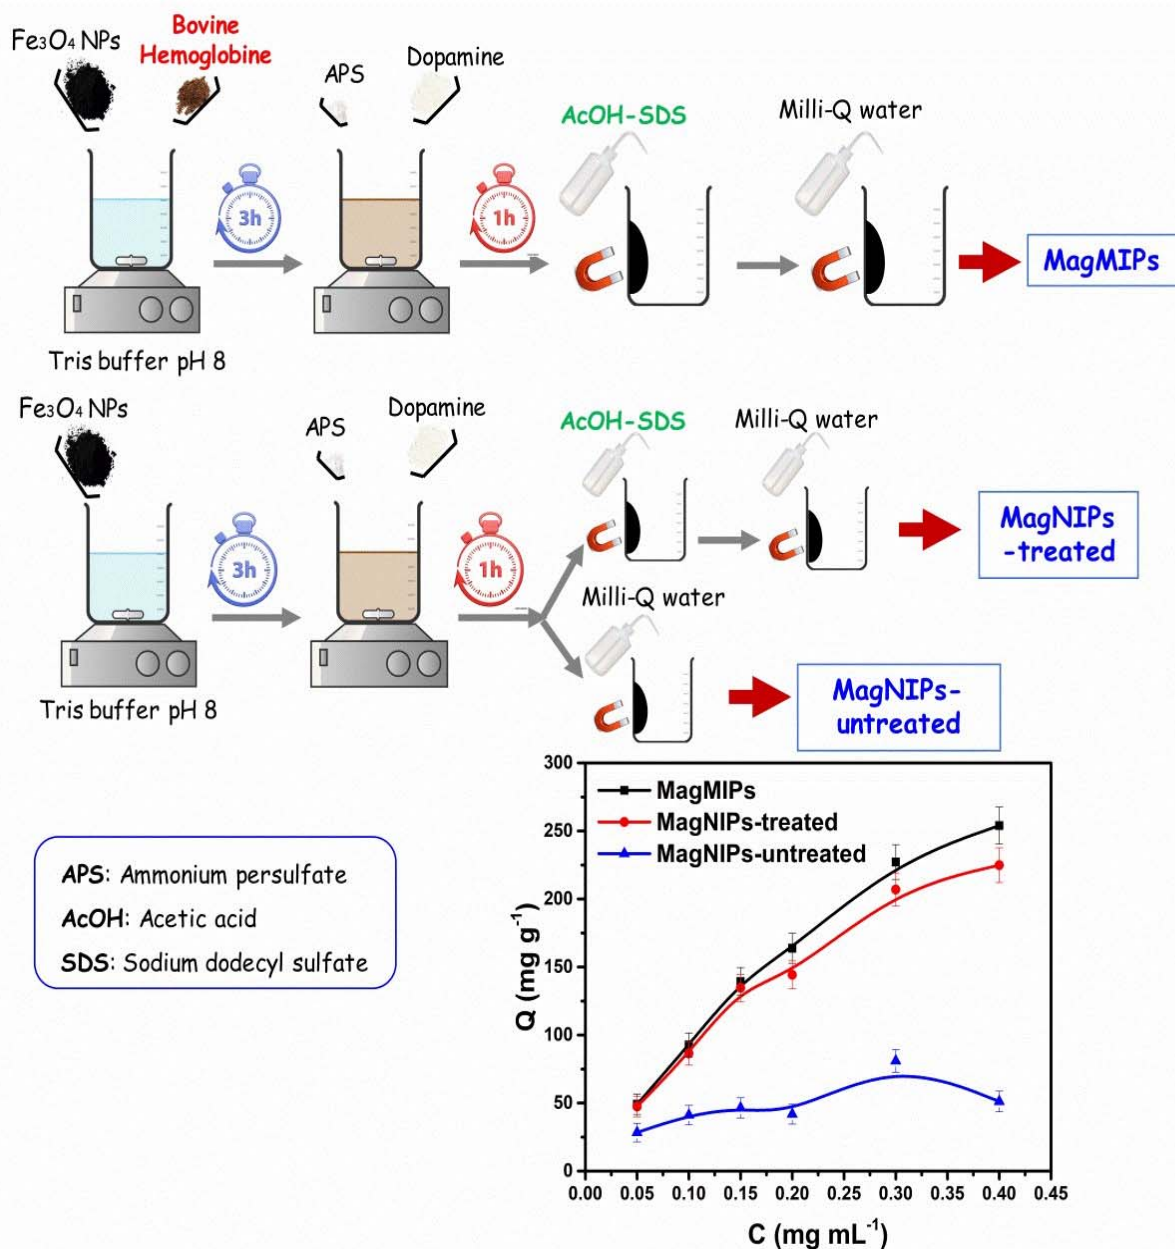 Fe₃O₄ NPs
Bovine
Hemoglobine
APS
Dopamine
AcOH-SDS
Milli-Q water
3h
1h
MagMIPs
Tris buffer pH 8
Fe₃O₄ NPs
APS
Dopamine
AcOH-SDS
Milli-Q water
3h
1h
MagNIPs
-treated
Milli-Q water
MagNIPs-
untreated
Tris buffer pH 8
APS: Ammonium persulfate
AcOH: Acetic acid
SDS: Sodium dodecyl sulfate
MagMIPs
MagNIPs-treated
MagNIPs-untreated
Q (mg g⁻¹)
300
250
200
150
100
50
0
0.00 0.05 0.10 0.15 0.20 0.25 0.30 0.35 0.40 0.45
C (mg mL⁻¹)